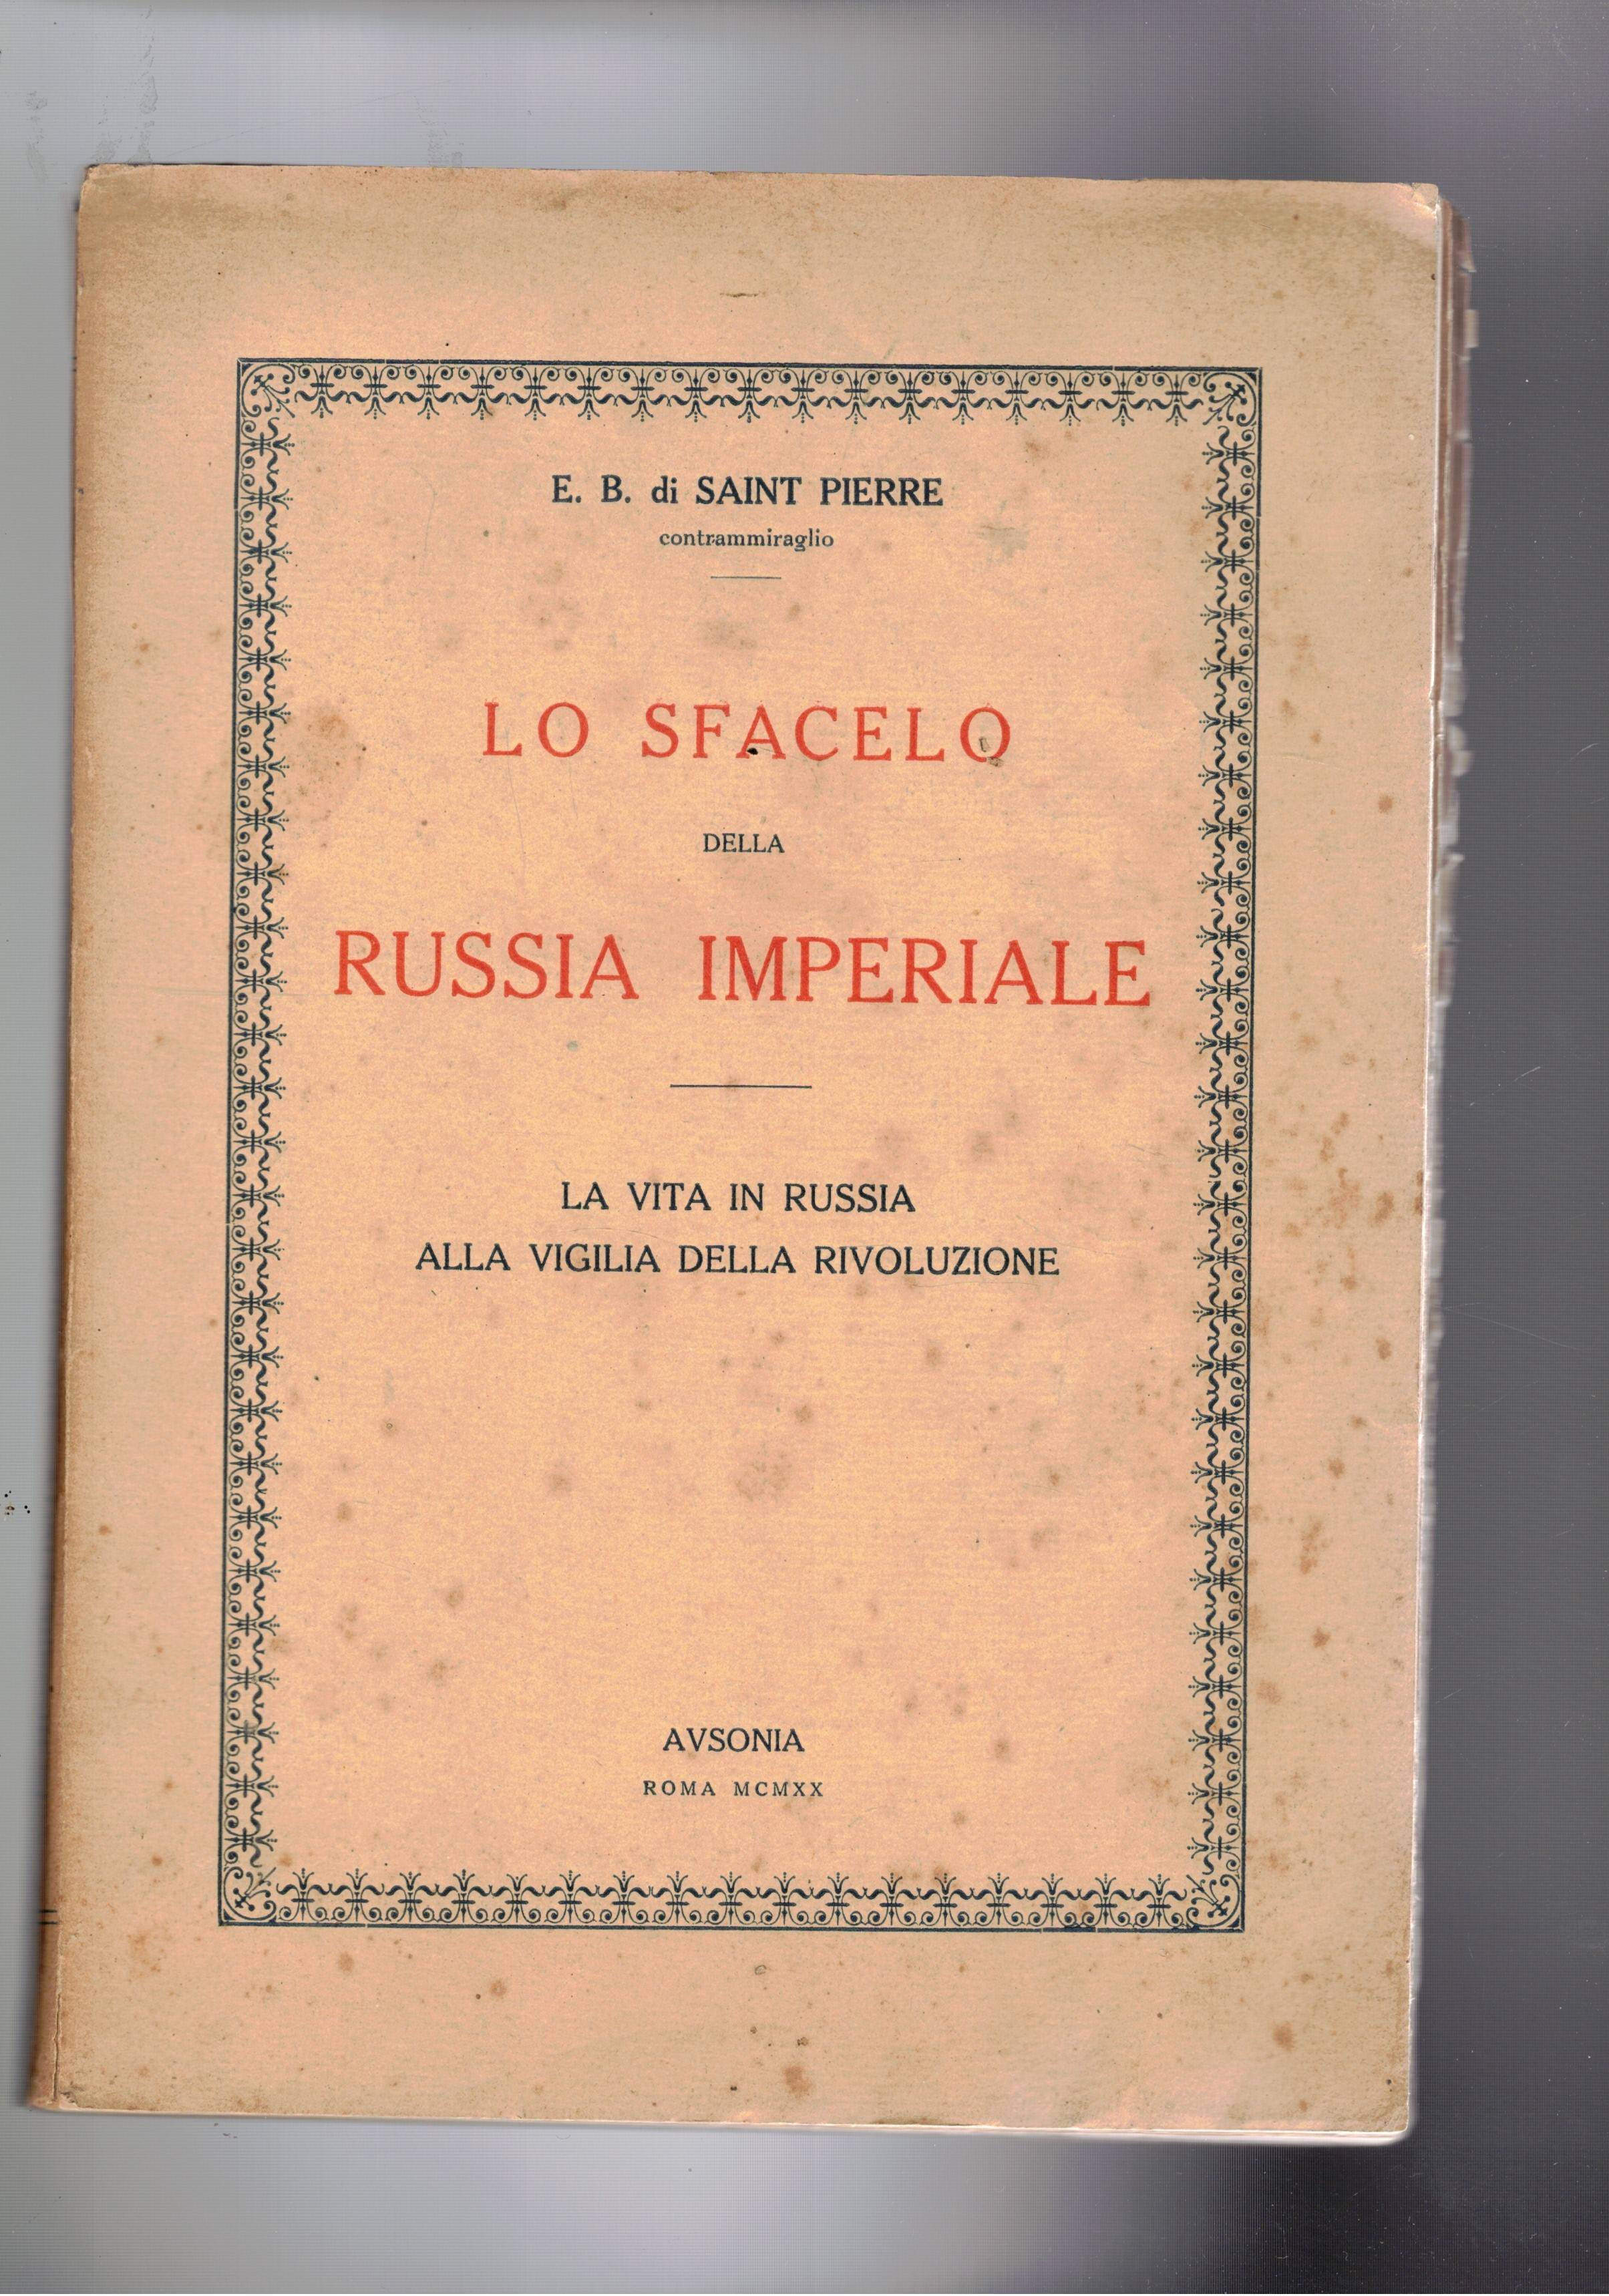 E. B. di SAINT PIERRE
contrammiraglio
LO SFACELO
DELLA
RUSSIA IMPERIALE
LA VITA IN RUSSIA
ALLA VIGILIA DELLA RIVOLUZIONE
AVSONIA
ROMA MCMXX